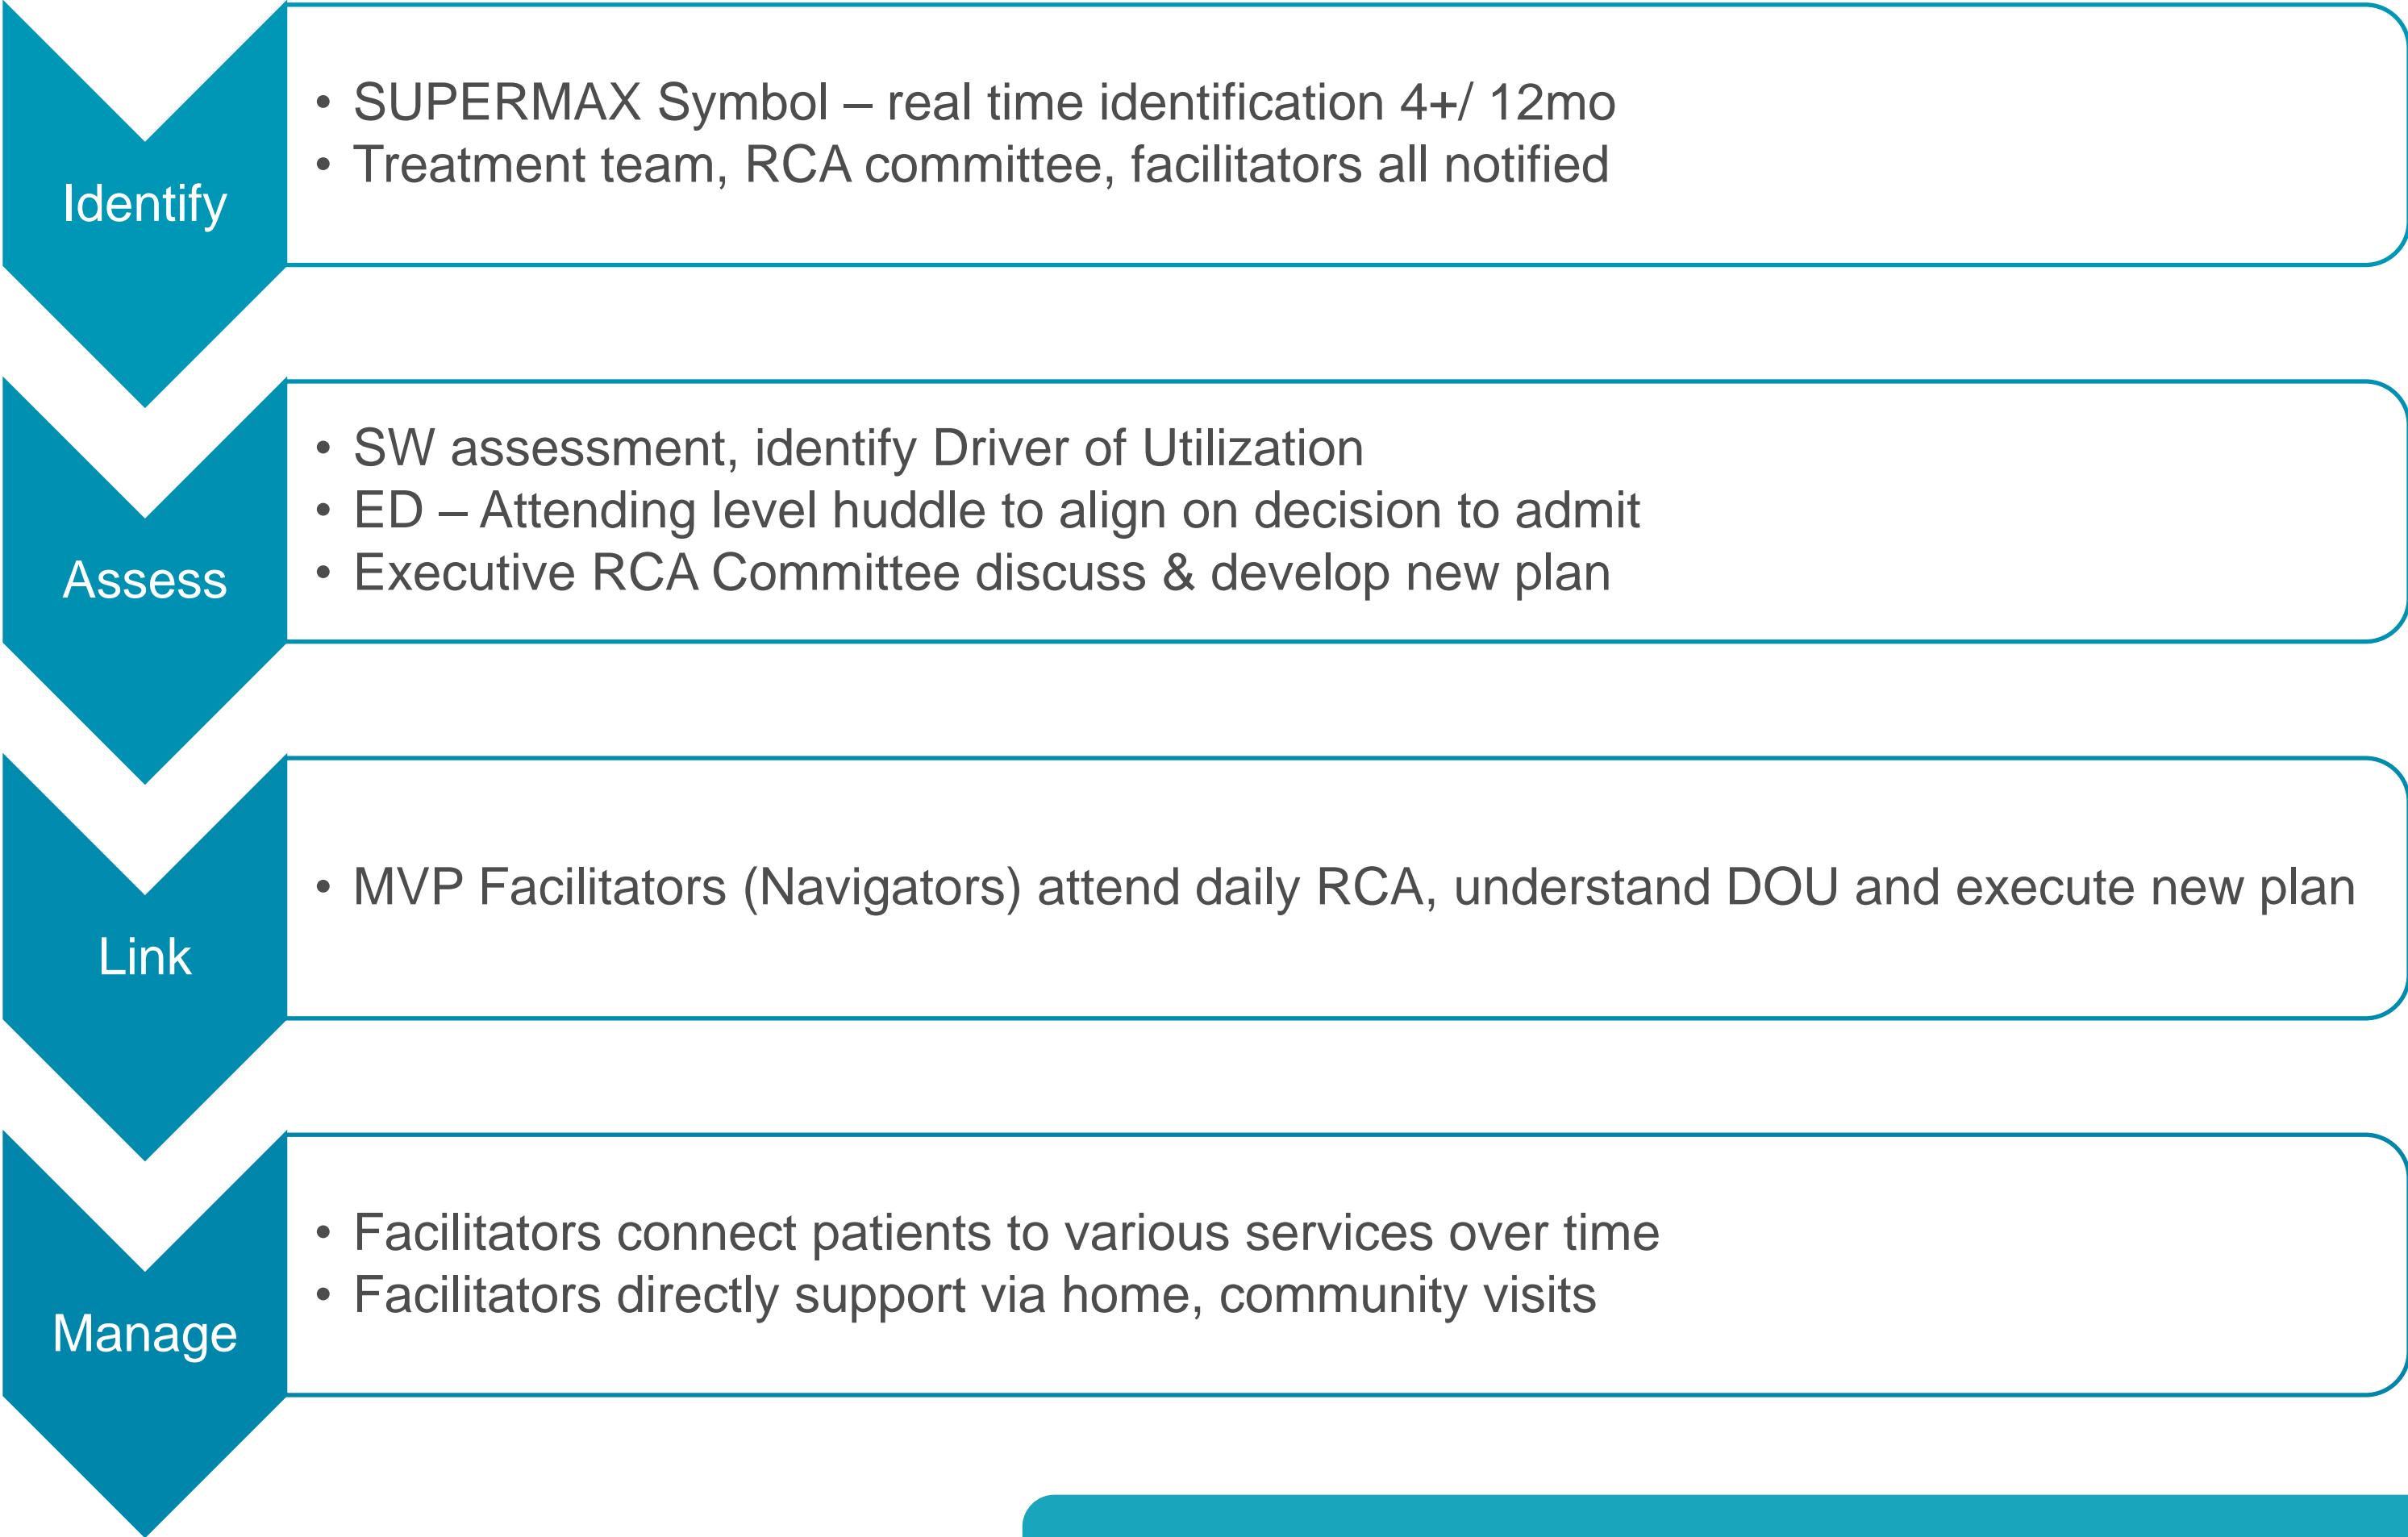 Identify
• SUPERMAX Symbol – real time identification 4+/ 12mo
• Treatment team, RCA committee, facilitators all notified
Assess
• SW assessment, identify Driver of Utilization
• ED – Attending level huddle to align on decision to admit
• Executive RCA Committee discuss & develop new plan
Link
• MVP Facilitators (Navigators) attend daily RCA, understand DOU and execute new plan
Manage
• Facilitators connect patients to various services over time
• Facilitators directly support via home, community visits